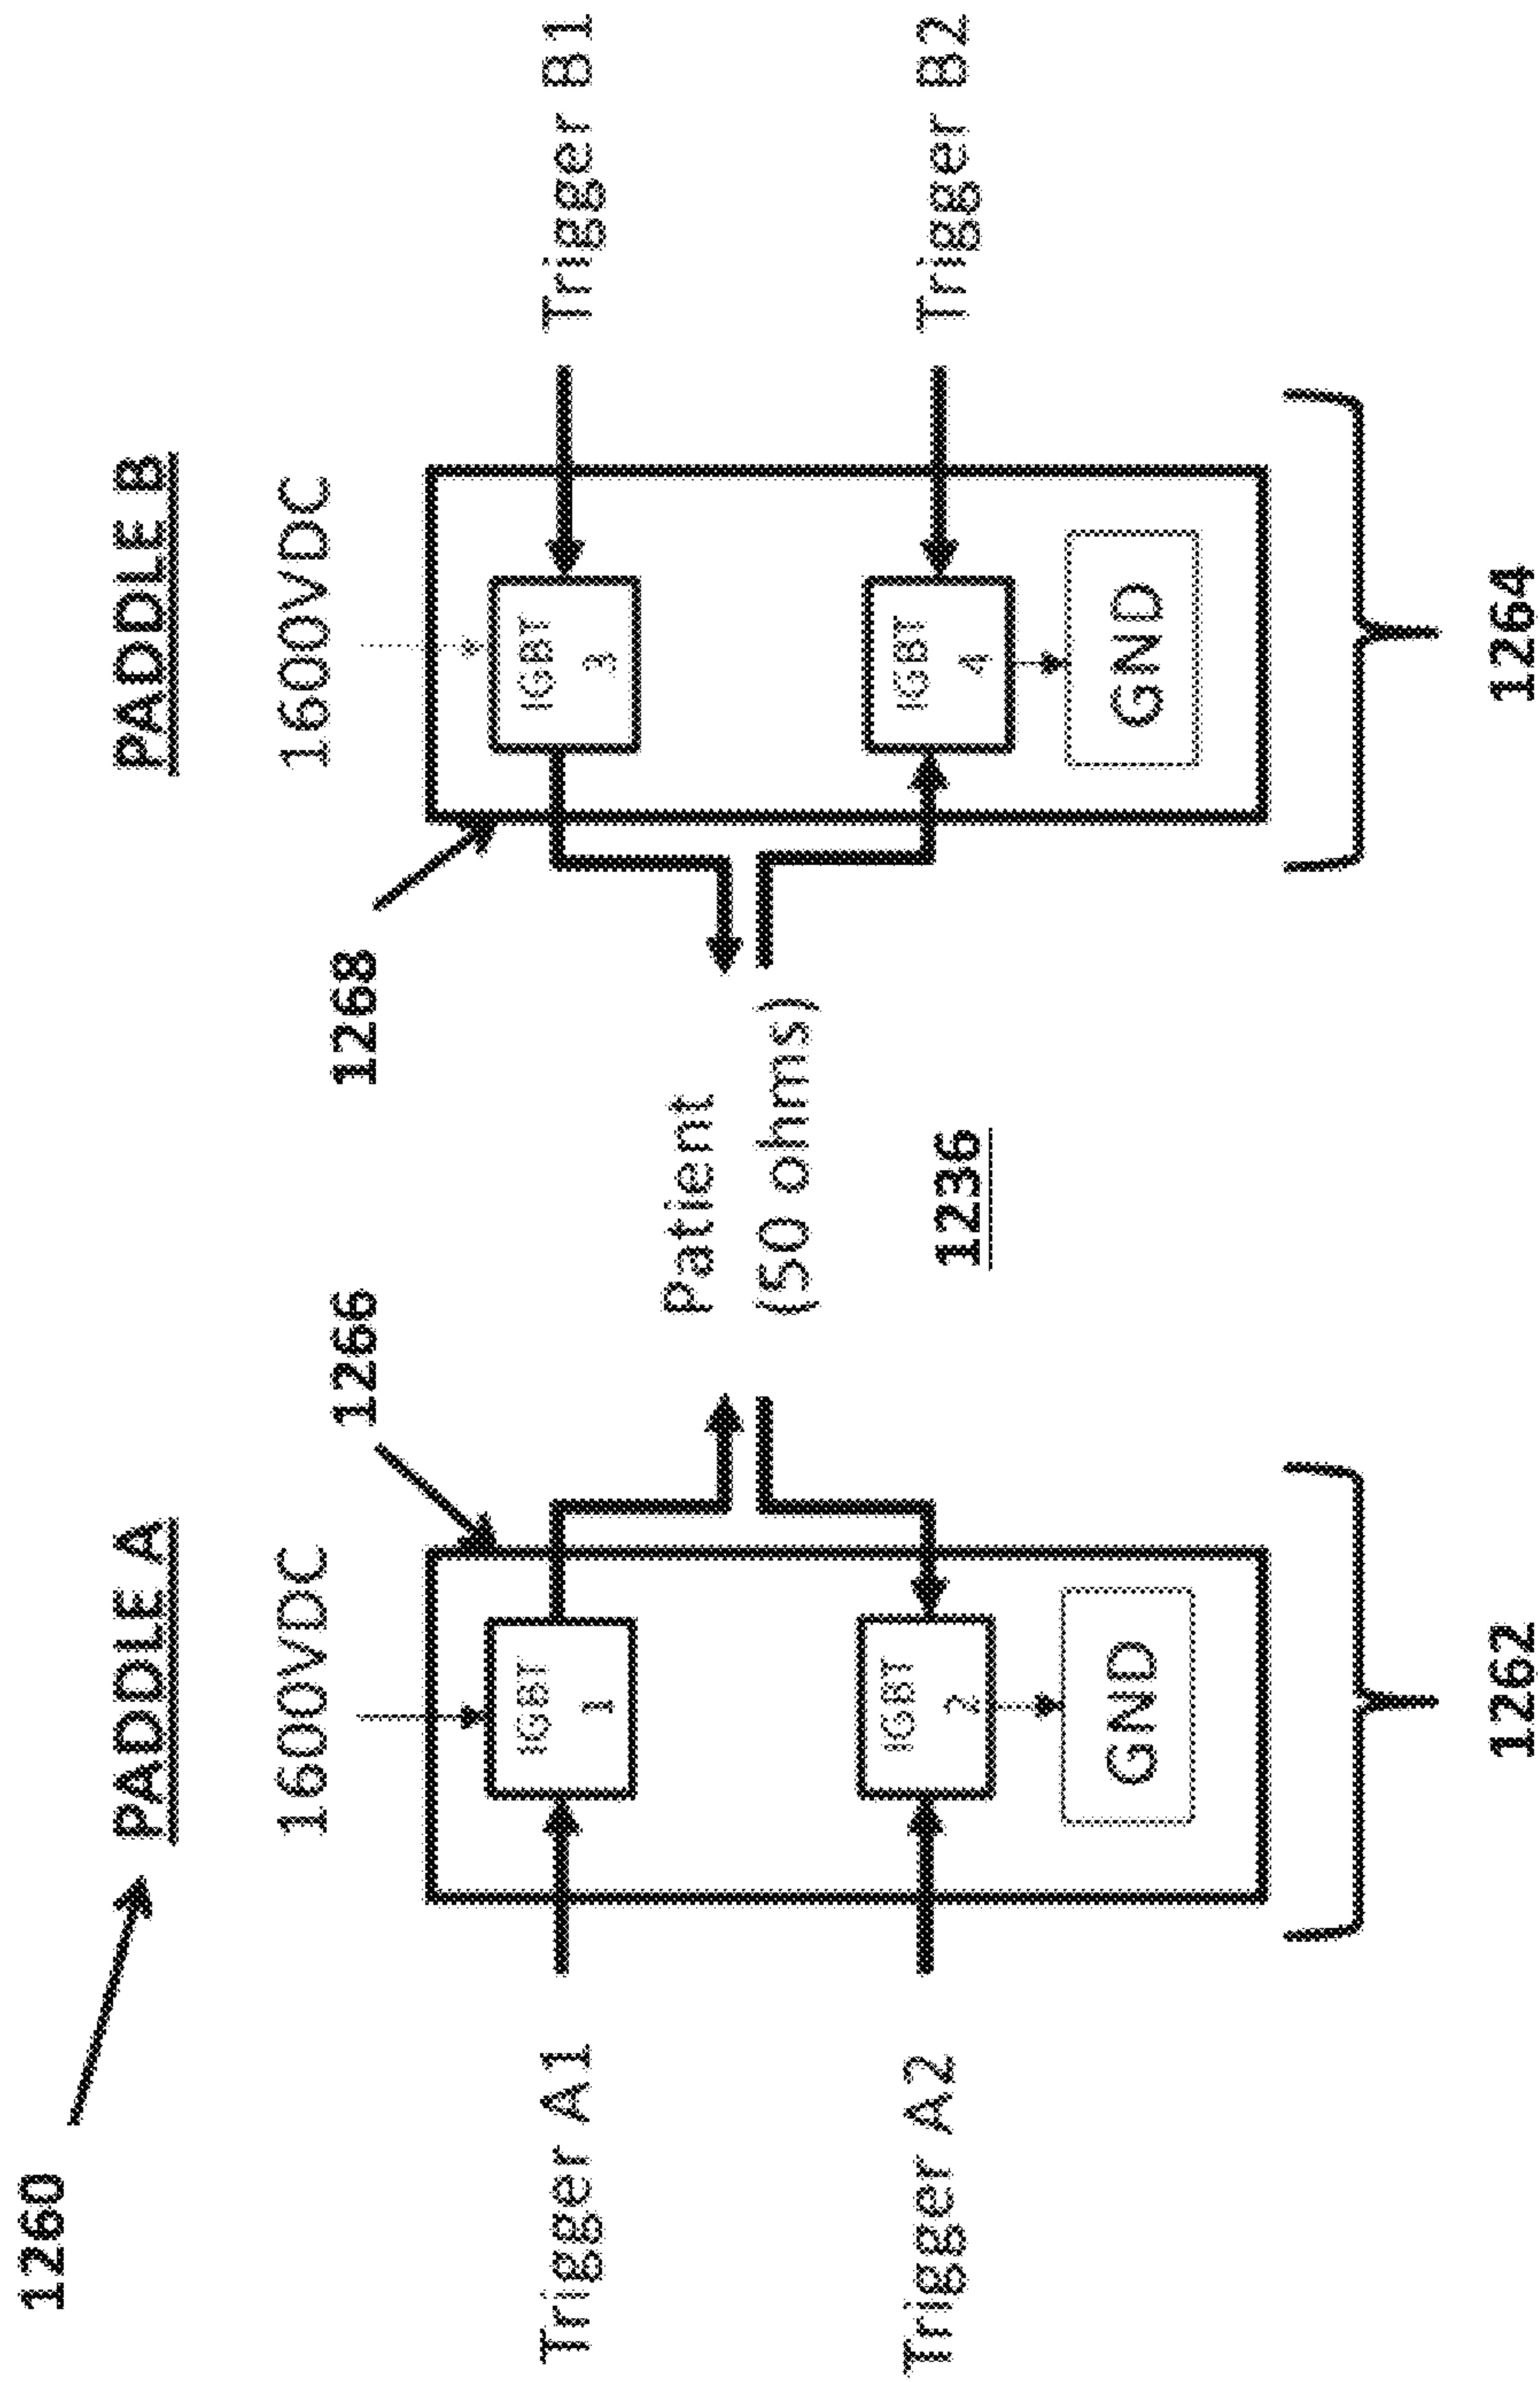 1260
PADDLE A
PADDLE B
1600VDC
1600VDC
1266
1268
Trigger A1
IGBT
1
IGBT
3
Trigger B1
Patient
(50 ohms)
1236
Trigger A2
IGBT
2
IGBT
4
Trigger B2
GND
GND
1262
1264